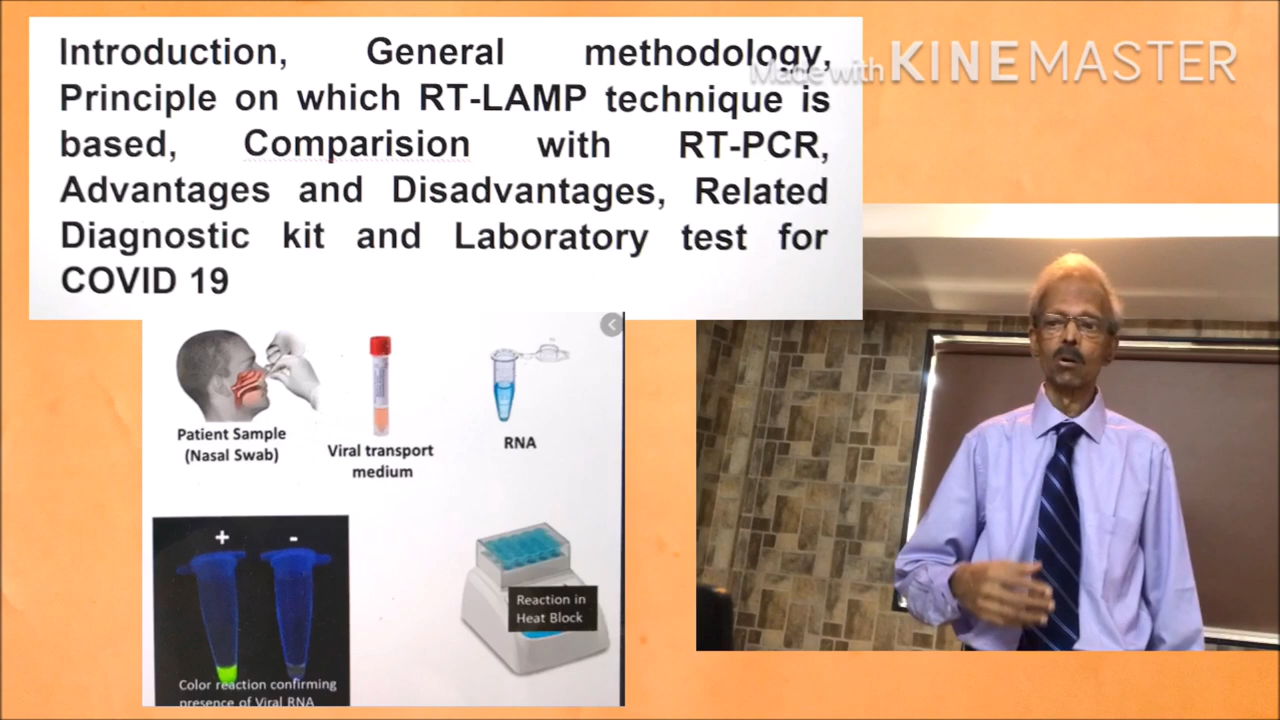 Introduction, General methodology,
Principle on which RT-LAMP technique is
based, Comparision with RT-PCR,
Advantages and Disadvantages, Related
Diagnostic kit and Laboratory test for
COVID 19
Made with KINEMASTER
Patient Sample
(Nasal Swab)
Viral transport
medium
RNA
+ -
Reaction in
Heat Block
Color reaction confirming
presence of Viral RNA